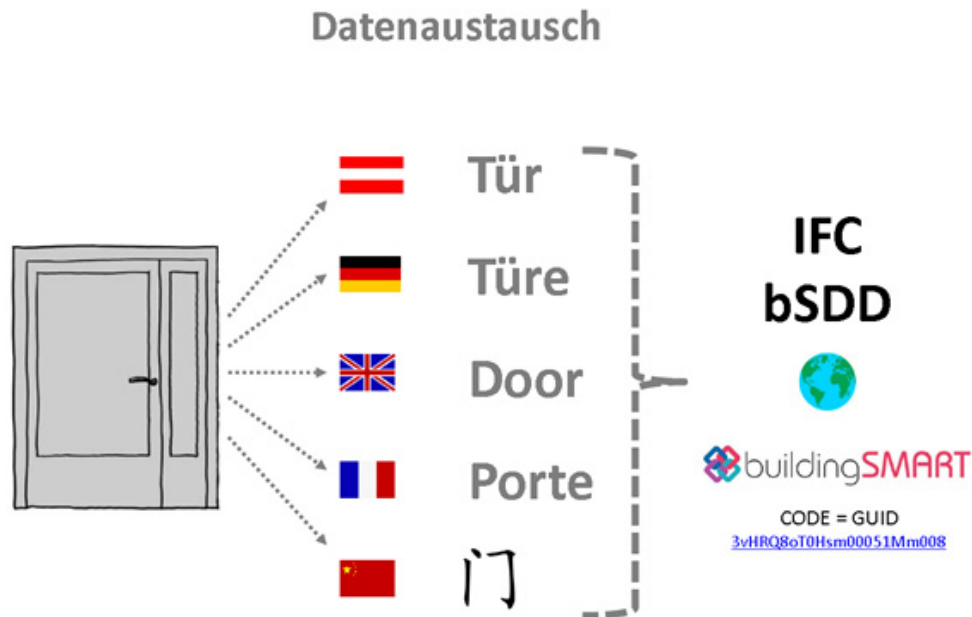 Datenaustausch
Tür
Türe
Door
Porte
门
IFC
bSDD
buildingSMART
CODE = GUID
3vHRQ8oT0Hsm00051Mm008